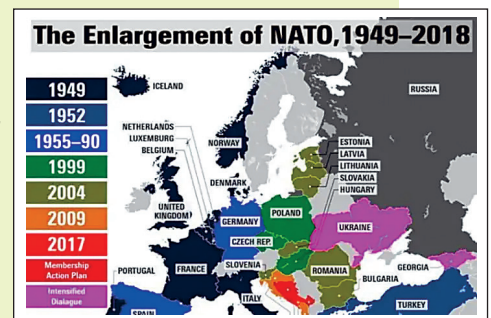 The Enlargement of NATO, 1949–2018
1949
1952
1955–90
1999
2004
2009
2017
Membership
Action Plan
Intensified
Dialogue
ICELAND
RUSSIA
NETHERLANDS
LUXEMBURG
BELGIUM
NORWAY
ESTONIA
LATVIA
LITHUANIA
SLOVAKIA
HUNGARY
DENMARK
UNITED
KINGDOM
GERMANY
POLAND
UKRAINE
CZECH REP.
SLOVENIA
FRANCE
PORTUGAL
ROMANIA
GEORGIA
BULGARIA
ITALY
TURKEY
SPAIN